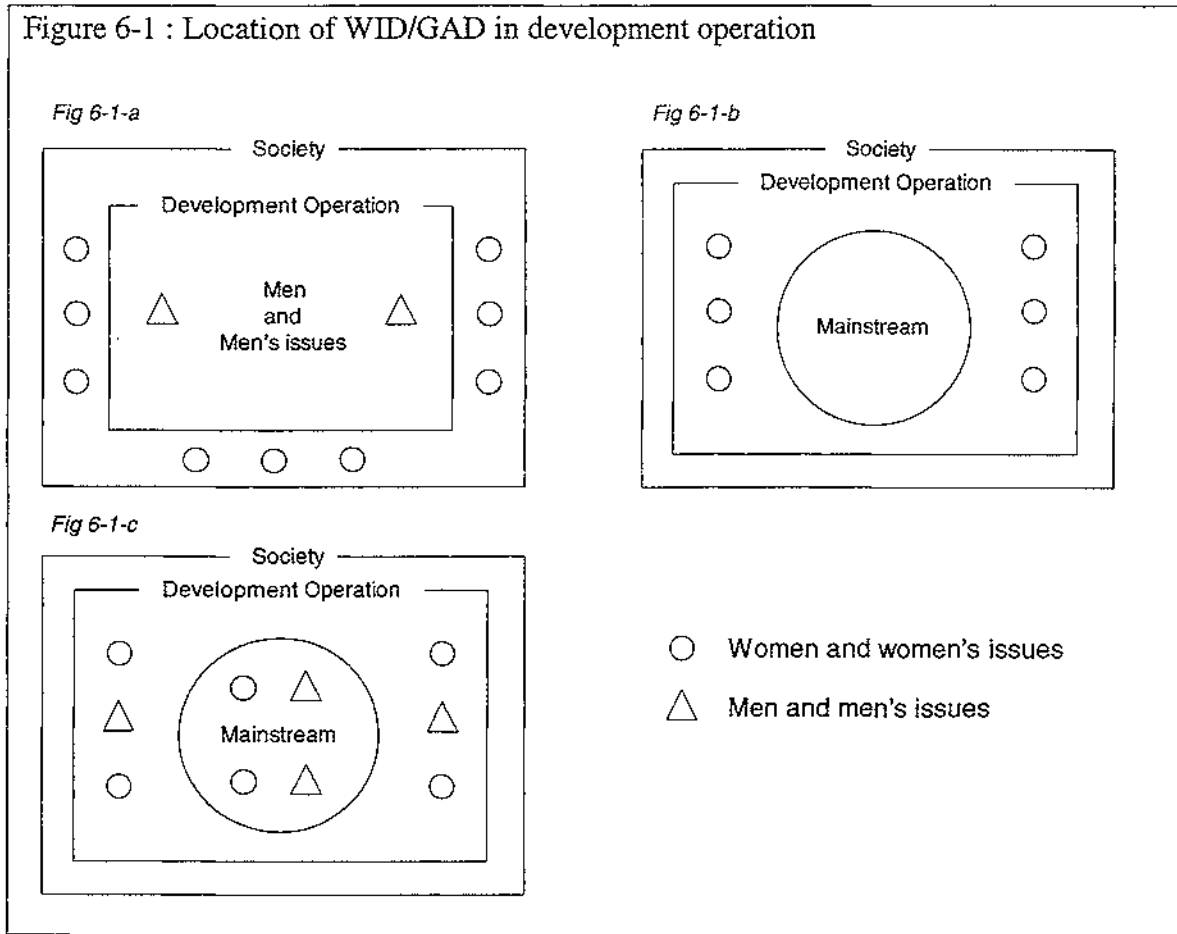 Figure 6-1 : Location of WID/GAD in development operation
Fig 6-1-a
Society
Development Operation
Men
and
Men's issues
Fig 6-1-b
Society
Development Operation
Mainstream
Fig 6-1-c
Society
Development Operation
Mainstream
Women and women's issues
Men and men's issues